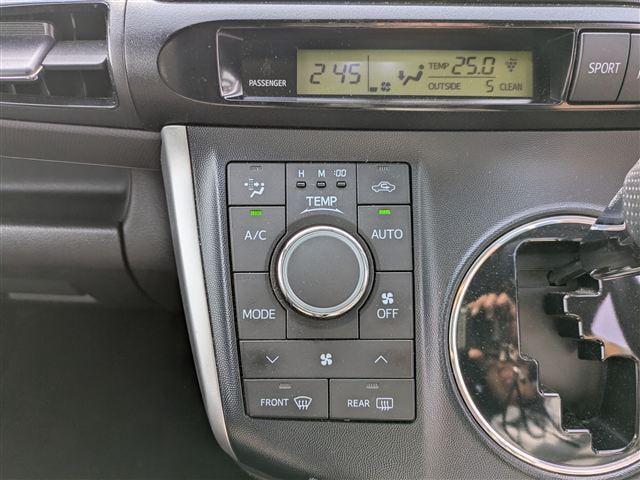 PASSENGER
2:45
TEMP 25.0
OUTSIDE 5 CLEAN
SPORT
H M :00
TEMP
A/C
AUTO
MODE
OFF
FRONT
REAR